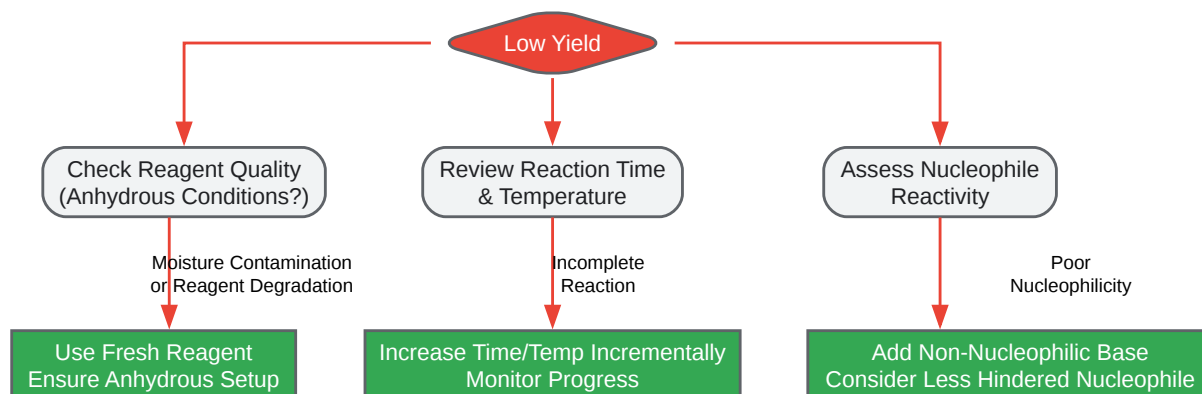 Low Yield
Check Reagent Quality
(Anhydrous Conditions?)
Review Reaction Time
& Temperature
Assess Nucleophile
Reactivity
Moisture Contamination
or Reagent Degradation
Incomplete
Reaction
Poor
Nucleophilicity
Use Fresh Reagent
Ensure Anhydrous Setup
Increase Time/Temp Incrementally
Monitor Progress
Add Non-Nucleophilic Base
Consider Less Hindered Nucleophile